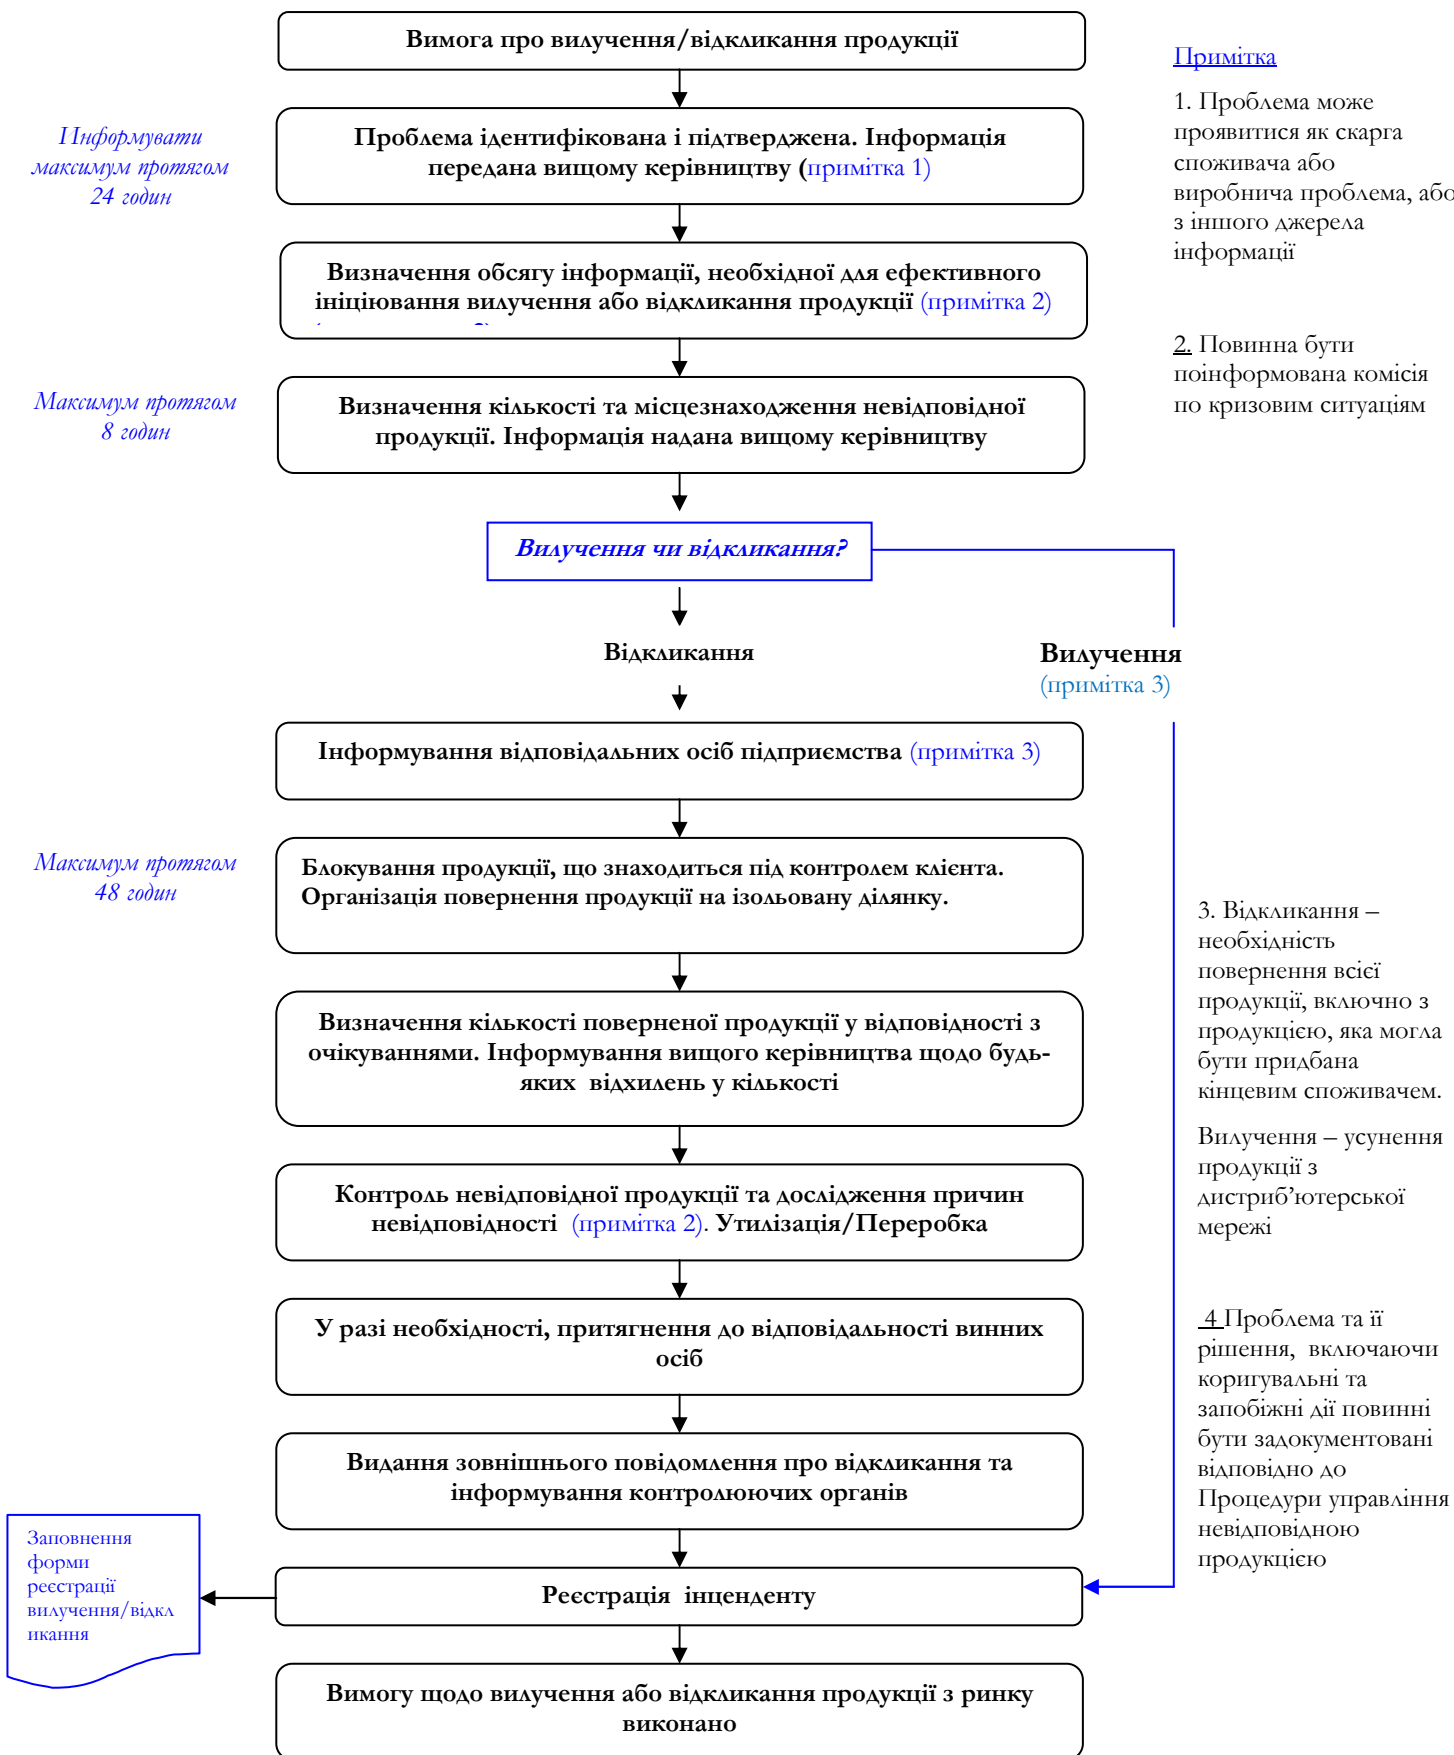 Вимога про вилучення/відкликання продукції
Примітка
1. Проблема може
проявитися як скарга
споживача або
виробнича проблема, або
з іншого джерела
інформації
Информувати
максимум протягом
24 годин
Проблема ідентифікована і підтверджена. Інформація
передана вищому керівництву (примітка 1)
Визначення обсягу інформації, необхідної для ефективного
ініціювання вилучення або відкликання продукції (примітка 2)
2. Повинна бути
поінформована комісія
по кризовим ситуаціям
Максимум протягом
8 годин
Визначення кількості та місцезнаходження невідповідної
продукції. Інформація надана вищому керівництву
Вилучення чи відкликання?
Відкликання
Вилучення
(примітка 3)
Інформування відповідальних осіб підприємства (примітка 3)
Максимум протягом
48 годин
Блокування продукції, що знаходиться під контролем клієнта.
Організація повернення продукції на ізольовану ділянку.
3. Відкликання –
необхідність
повернення всієї
продукції, включно з
продукцією, яка могла
бути придбана
кінцевим споживачем.
Вилучення – усунення
продукції з
дистриб’ютерської
мережі
Визначення кількості поверненої продукції у відповідності з
очікуваннями. Інформування вищого керівництва щодо будь-
яких відхилень у кількості
Контроль невідповідної продукції та дослідження причин
невідповідності (примітка 2). Утилізація/Переробка
У разі необхідності, притягнення до відповідальності винних
осіб
4 Проблема та її
рішення, включаючи
коригувальні та
запобіжні дії повинні
бути задокументовані
відповідно до
Процедури управління
невідповідною
продукцією
Видання зовнішнього повідомлення про відкликання та
інформування контролюючих органів
Заповнення
форми
реєстрації
вилучення/відкл
икання
Реєстрація інценденту
Вимогу щодо вилучення або відкликання продукції з ринку
виконано